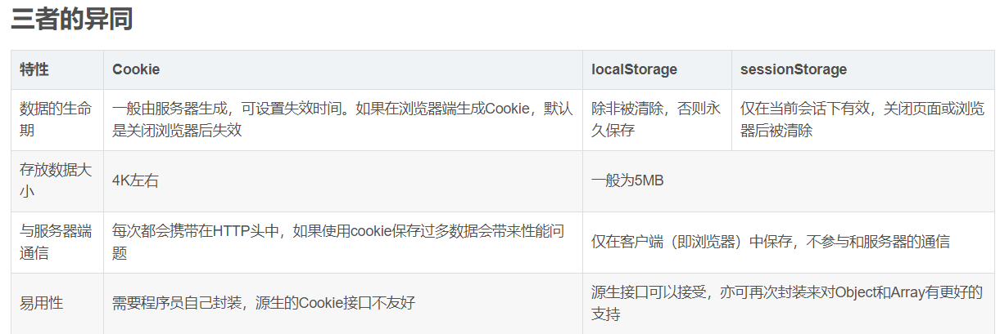 三者的异同
特性
Cookie
localStorage
sessionStorage
数据的生命
期
一般由服务器生成，可设置失效时间。如果在浏览器端生成Cookie，默认
是关闭浏览器后失效
除非被清除，否则永
久保存
仅在当前会话下有效，关闭页面或浏览
器后被清除
存放数据大
小
4K左右
一般为5MB
与服务器端
通信
每次都会携带在HTTP头中，如果使用cookie保存过多数据会带来性能问
题
仅在客户端（即浏览器）中保存，不参与和服务器的通信
易用性
需要程序员自己封装，源生的Cookie接口不友好
源生接口可以接受，亦可再次封装来对Object和Array有更好的
支持